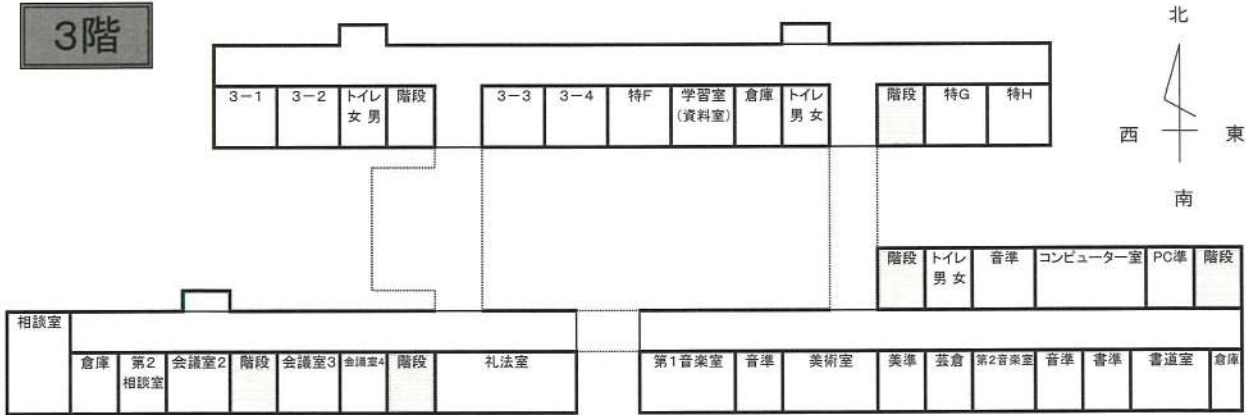 3階
北
西 東
南
3-1 3-2 トイレ 階段 3-3 3-4 特F 学習室 倉庫 トイレ 階段 特G 特H
女 男 (資料室) 男 女
階段 トイレ 音準 コンピューター室 PC準 階段
男 女
相談室
倉庫 第2 会議室2 階段 会議室3 会議室4 階段 礼法室 第1音楽室 音準 美術室 美準 芸倉 第2音楽室 音準 書準 書道室 倉庫
相談室